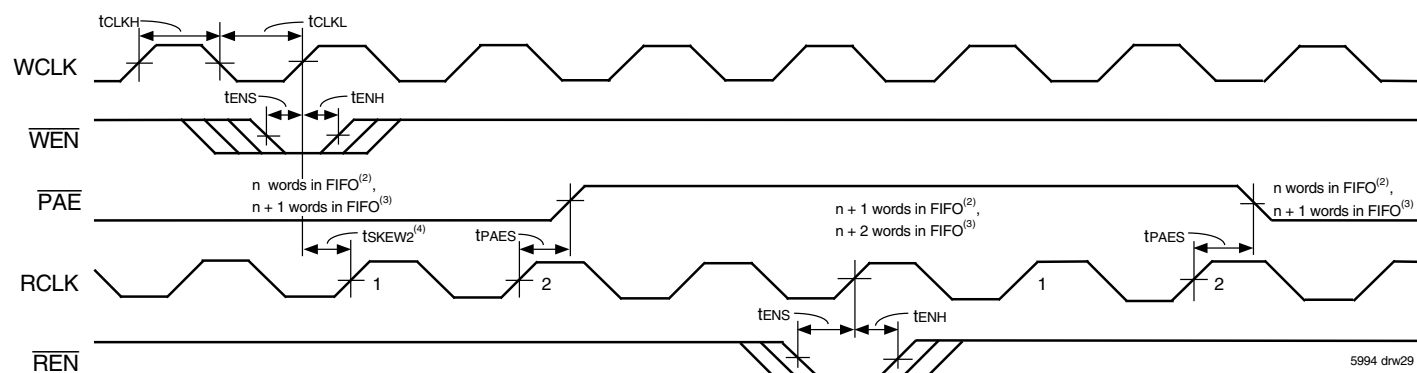 tCLKH
tCLKL
WCLK
tENS
tENH
WEN
n words in FIFO(2),
n + 1 words in FIFO(3)
PAE
n + 1 words in FIFO(2),
n + 2 words in FIFO(3)
n words in FIFO(2),
n + 1 words in FIFO(3)
tSKEW2(4)
tPAES
tPAES
RCLK
1
2
1
2
tENS
tENH
REN
5994 drw29